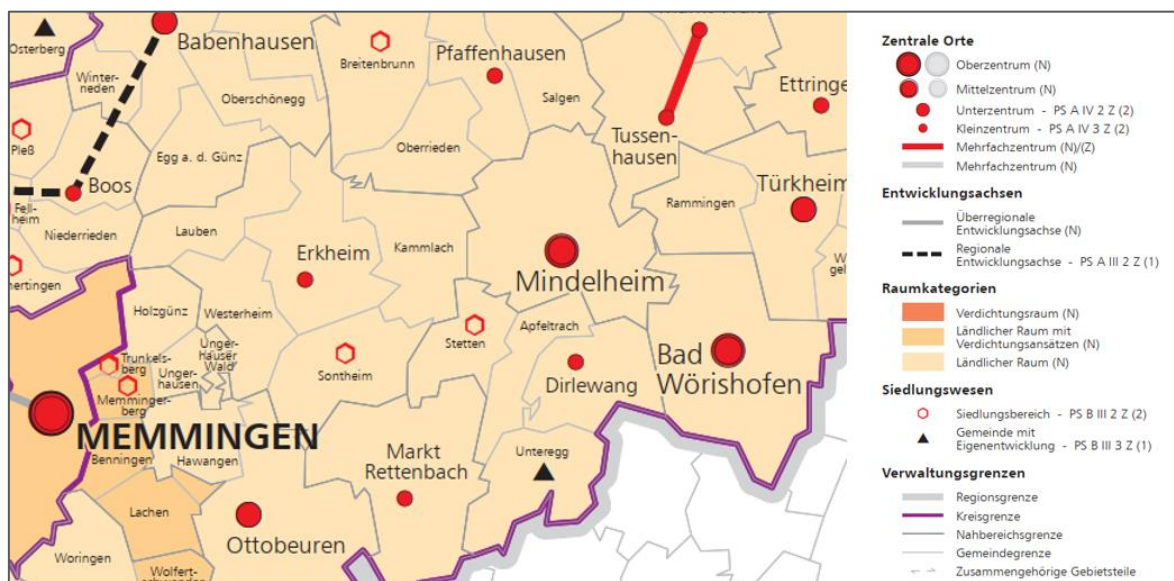 Osterberg
Babenhausen
Breitenbrunn
Pfaffenhausen
Winter-
rieden
Oberschönegg
Salgen
Ettringe
Pleß
Tussen-
hausen
Oberrieden
Egg a. d. Günz
Boos
Türkheim
Rammingen
Fell-
heim
Niederrieden
Lauben
Erkheim
Kammlach
Mindelheim
W
gel
nertingen
Holzgünz
Westerheim
Apfeltrach
Stetten
Unger-
hauser
Wald
Trunkels-
berg
Unger-
hausen
Sontheim
Bad
Wörishofen
Dirlewang
Memminger-
berg
MEMMINGEN
Benningen
Hawangen
Markt
Rettenbach
Unteregg
Lachen
Ottobeuren
Woringen
Wolfert-
schwenden
Zentrale Orte
Oberzentrum (N)
Mittelzentrum (N)
Unterzentrum - PS A IV 2 Z (2)
Kleinzentrum - PS A IV 3 Z (2)
Mehrfachzentrum (N)/(Z)
Mehrfachzentrum (N)
Entwicklungsachsen
Überregionale
Entwicklungsachse (N)
Regionale
Entwicklungsachse - PS A III 2 Z (1)
Raumkategorien
Verdichtungsraum (N)
Ländlicher Raum mit
Verdichtungsansätzen (N)
Ländlicher Raum (N)
Siedlungswesen
Siedlungsbereich - PS B III 2 Z (2)
Gemeinde mit
Eigenentwicklung - PS B III 3 Z (1)
Verwaltungsgrenzen
Regionsgrenze
Kreisgrenze
Nahbereichsgrenze
Gemeindegrenze
Zusammengehörige Gebietsteile